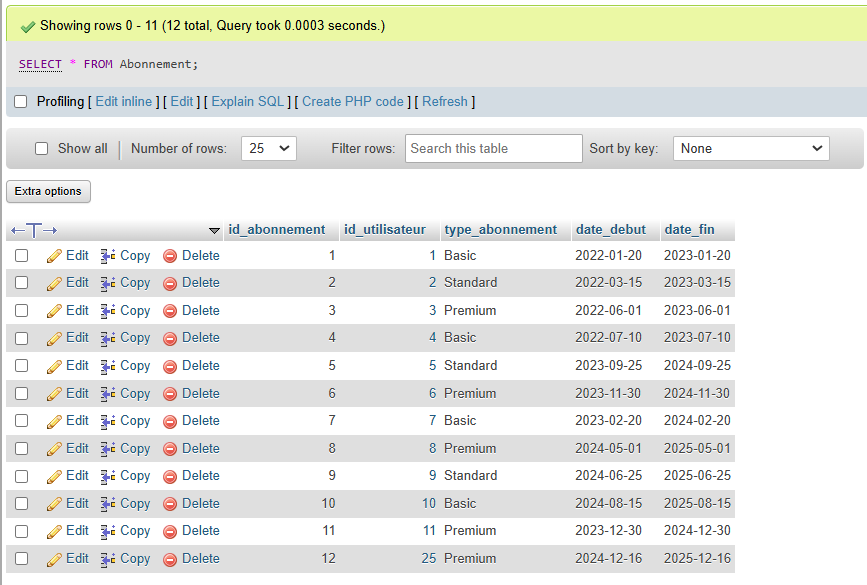 Showing rows 0 - 11 (12 total, Query took 0.0003 seconds.)
SELECT * FROM Abonnement;
Profiling [ Edit inline ] [ Edit ] [ Explain SQL ] [ Create PHP code ] [ Refresh ]
Show all | Number of rows: 25 Filter rows: Search this table Sort by key: None
Extra options
←T→ id_abonnement id_utilisateur type_abonnement date_debut date_fin
Edit Copy Delete 1 1 Basic 2022-01-20 2023-01-20
Edit Copy Delete 2 2 Standard 2022-03-15 2023-03-15
Edit Copy Delete 3 3 Premium 2022-06-01 2023-06-01
Edit Copy Delete 4 4 Basic 2022-07-10 2023-07-10
Edit Copy Delete 5 5 Standard 2023-09-25 2024-09-25
Edit Copy Delete 6 6 Premium 2023-11-30 2024-11-30
Edit Copy Delete 7 7 Basic 2023-02-20 2024-02-20
Edit Copy Delete 8 8 Premium 2024-05-01 2025-05-01
Edit Copy Delete 9 9 Standard 2024-06-25 2025-06-25
Edit Copy Delete 10 10 Basic 2024-08-15 2025-08-15
Edit Copy Delete 11 11 Premium 2023-12-30 2024-12-30
Edit Copy Delete 12 25 Premium 2024-12-16 2025-12-16